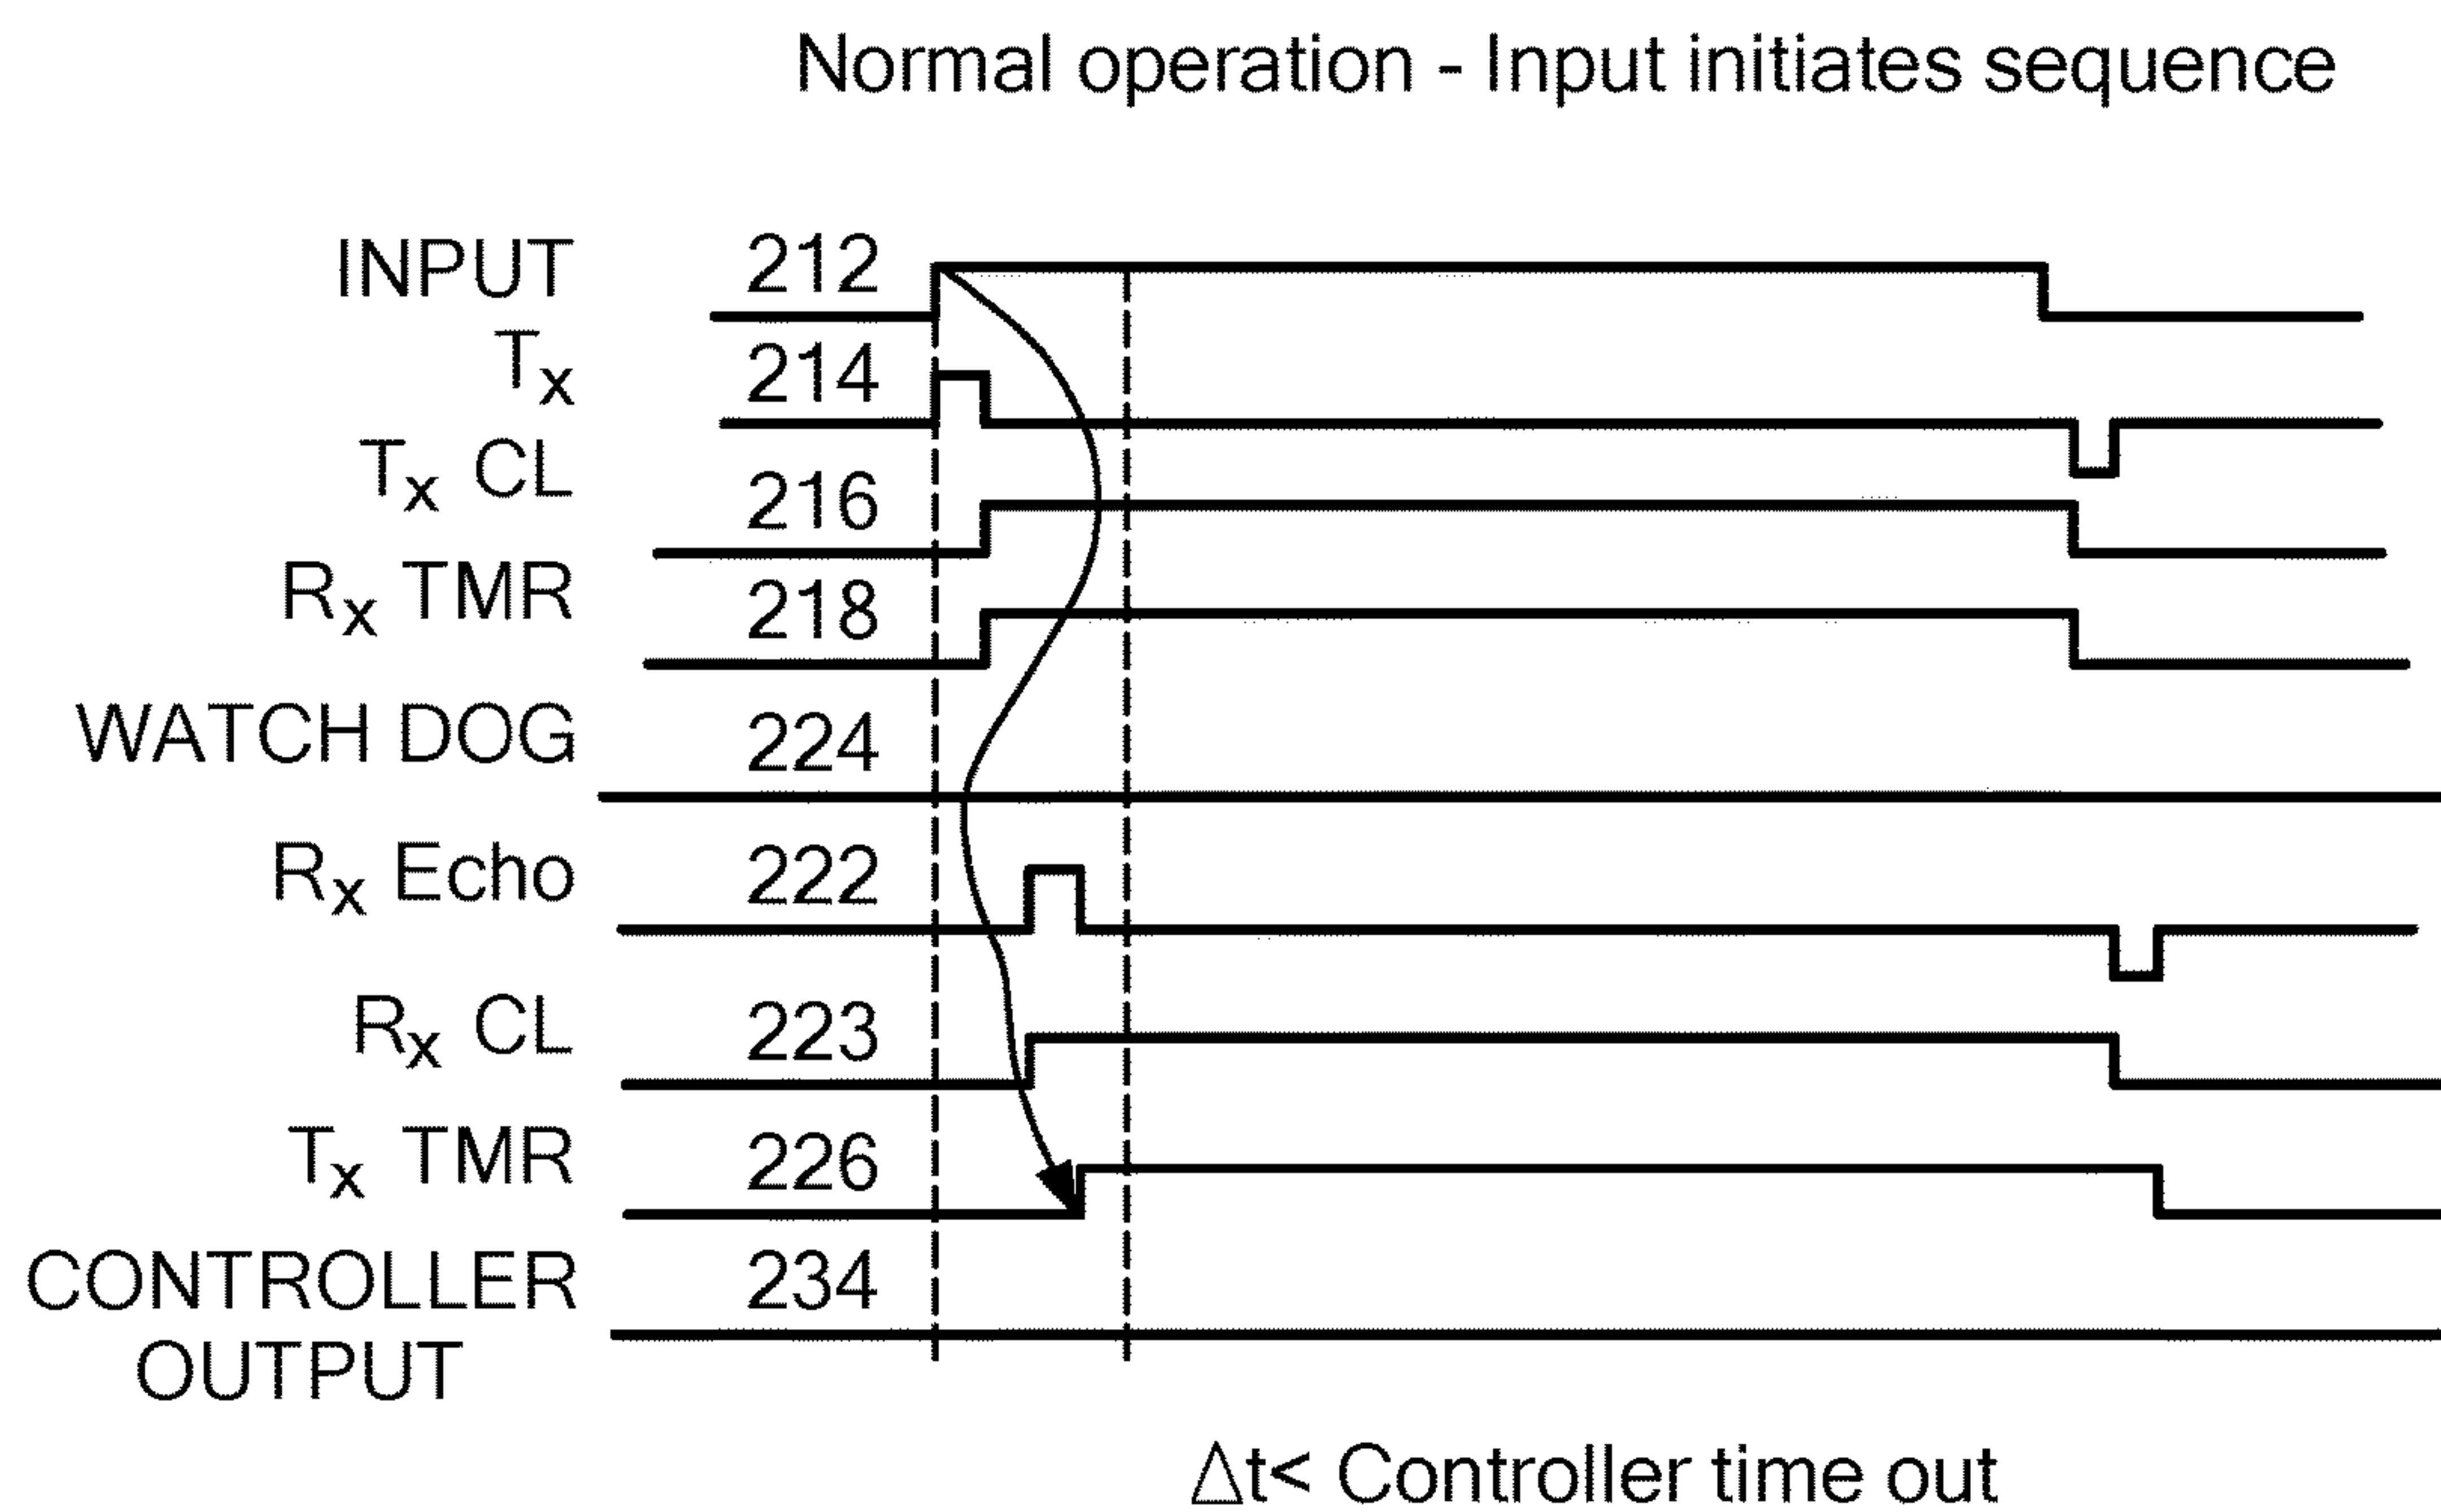 Normal operation - Input initiates sequence
INPUT 212
Tx 214
Tx CL 216
Rx TMR 218
WATCH DOG 224
Rx Echo 222
Rx CL 223
Tx TMR 226
CONTROLLER 234
OUTPUT
Δt< Controller time out